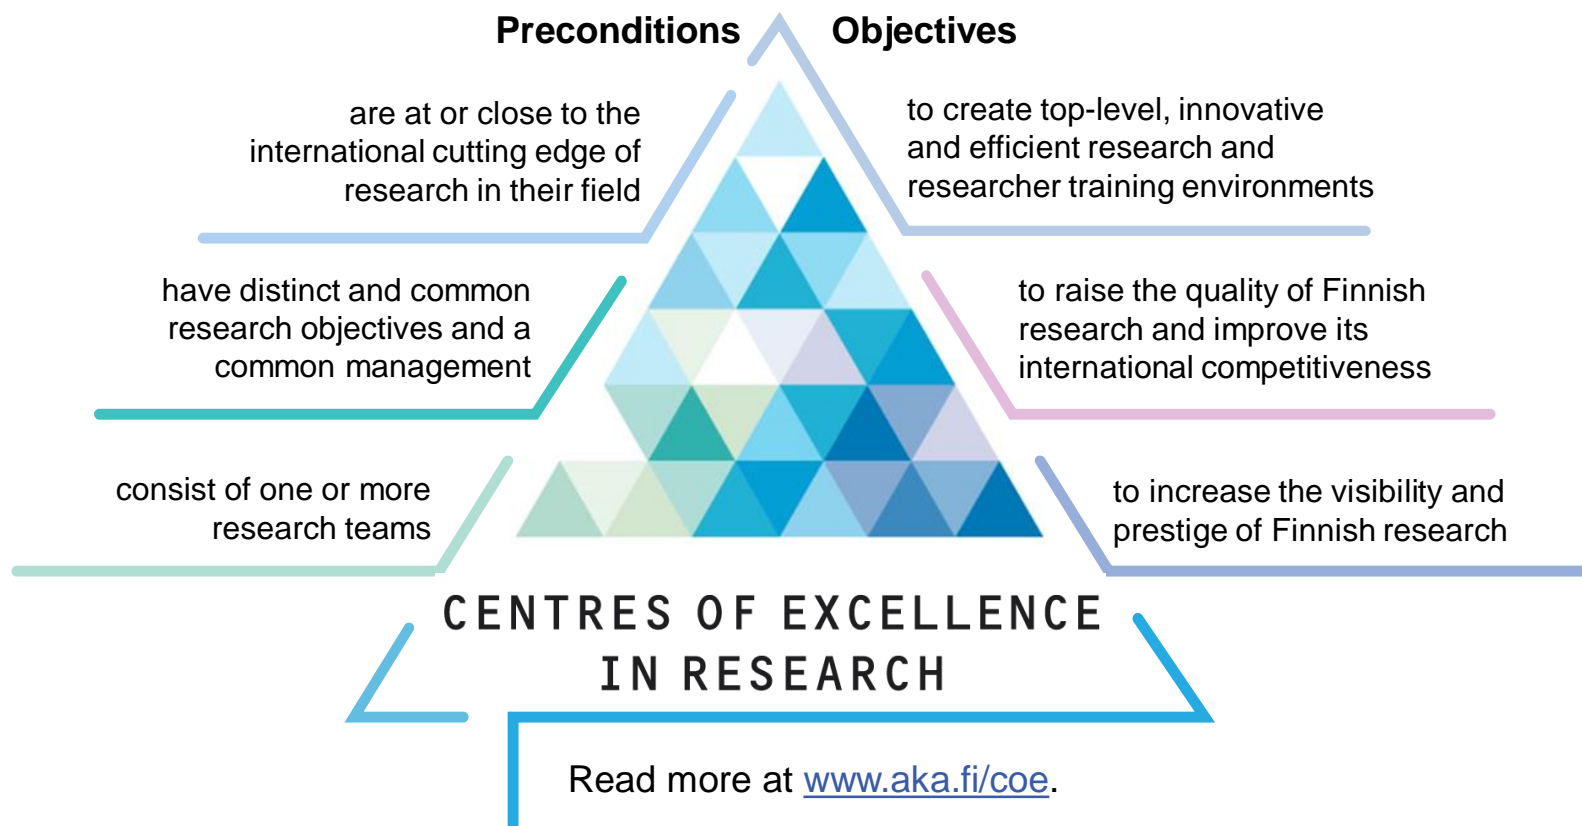 Preconditions
are at or close to the
international cutting edge of
research in their field
have distinct and common
research objectives and a
common management
consist of one or more
research teams
Objectives
to create top-level, innovative
and efficient research and
researcher training environments
to raise the quality of Finnish
research and improve its
international competitiveness
to increase the visibility and
prestige of Finnish research
CENTRES OF EXCELLENCE
IN RESEARCH
Read more at www.aka.fi/coe.